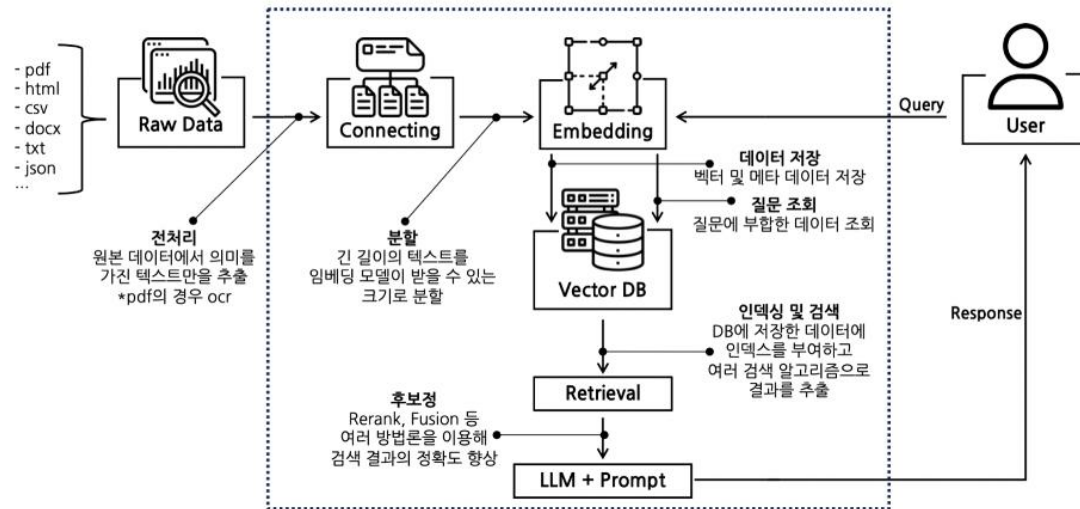 - pdf
- html
- csv
- docx
- txt
- json
...
Raw Data
Connecting
Embedding
Query
User
전처리
원본 데이터에서 의미를
가진 텍스트만을 추출
*pdf의 경우 ocr
분할
긴 길이의 텍스트를
임베딩 모델이 받을 수 있는
크기로 분할
데이터 저장
벡터 및 메타 데이터 저장
질문 조회
질문에 부합한 데이터 조회
Vector DB
인덱싱 및 검색
DB에 저장한 데이터에
인덱스를 부여하고
여러 검색 알고리즘으로
결과를 추출
Response
Retrieval
후보정
Rerank, Fusion 등
여러 방법론을 이용해
검색 결과의 정확도 향상
LLM + Prompt